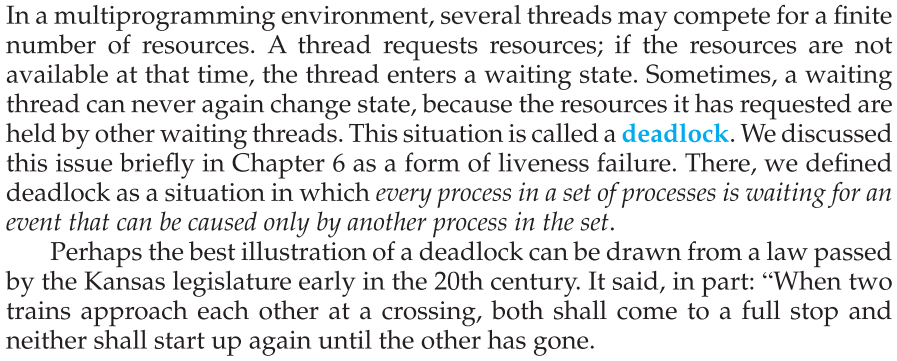 In a multiprogramming environment, several threads may compete for a finite
number of resources. A thread requests resources; if the resources are not
available at that time, the thread enters a waiting state. Sometimes, a waiting
thread can never again change state, because the resources it has requested are
held by other waiting threads. This situation is called a deadlock. We discussed
this issue briefly in Chapter 6 as a form of liveness failure. There, we defined
deadlock as a situation in which every process in a set of processes is waiting for an
event that can be caused only by another process in the set.
Perhaps the best illustration of a deadlock can be drawn from a law passed
by the Kansas legislature early in the 20th century. It said, in part: “When two
trains approach each other at a crossing, both shall come to a full stop and
neither shall start up again until the other has gone.